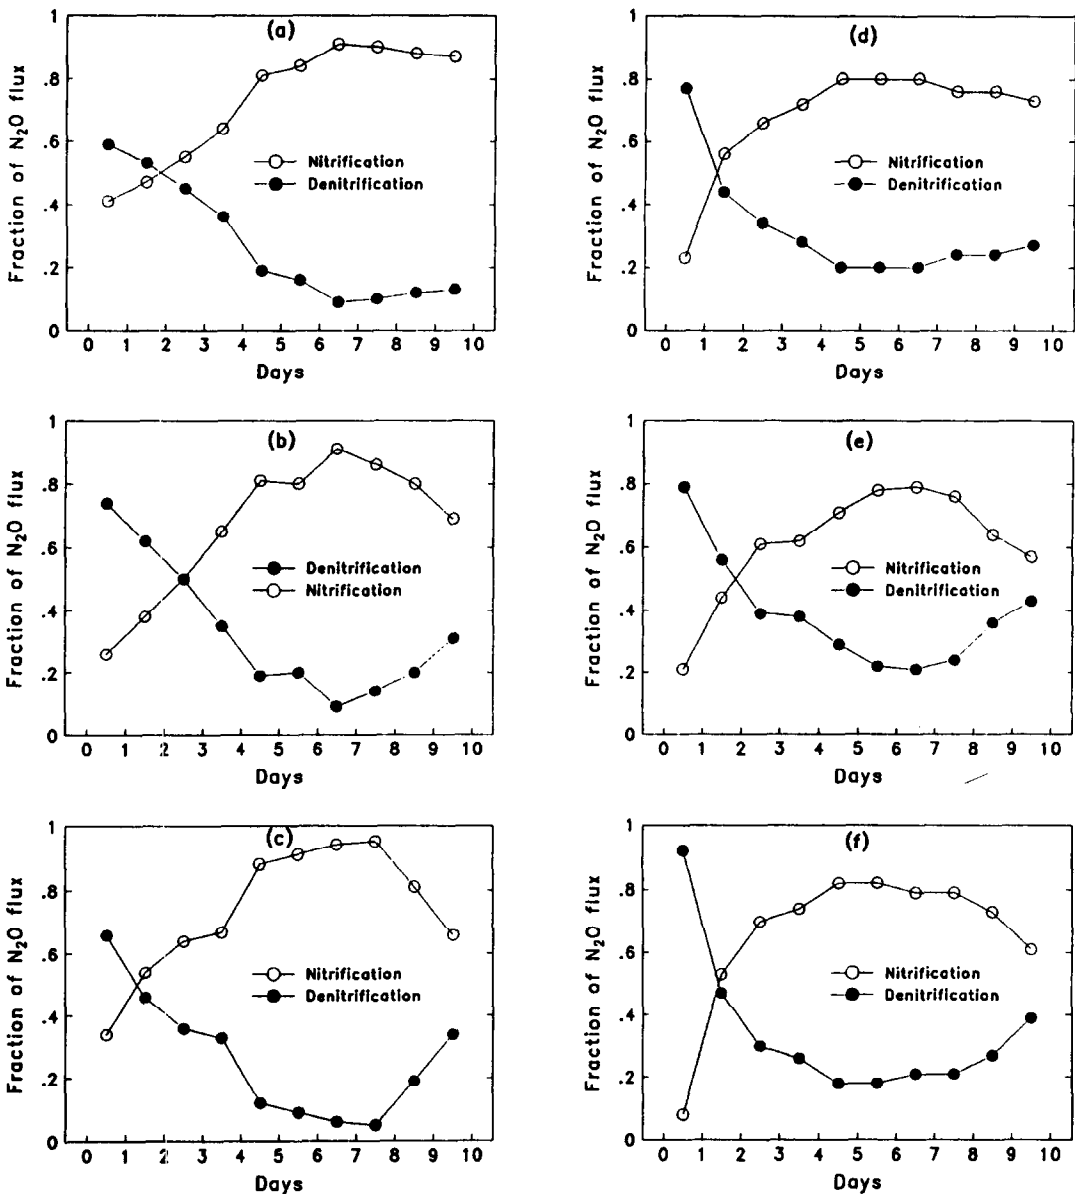 (a)
Fraction of N₂O flux
1
.8
.6
.4
.2
0
Nitrification
Denitrification
0 1 2 3 4 5 6 7 8 9 10
Days
(d)
Fraction of N₂O flux
1
.8
.6
.4
.2
0
Nitrification
Denitrification
0 1 2 3 4 5 6 7 8 9 10
Days
(b)
Fraction of N₂O flux
1
.8
.6
.4
.2
0
Denitrification
Nitrification
0 1 2 3 4 5 6 7 8 9 10
Days
(e)
Fraction of N₂O flux
1
.8
.6
.4
.2
0
Nitrification
Denitrification
0 1 2 3 4 5 6 7 8 9 10
Days
(c)
Fraction of N₂O flux
1
.8
.6
.4
.2
0
Nitrification
Denitrification
0 1 2 3 4 5 6 7 8 9 10
Days
(f)
Fraction of N₂O flux
1
.8
.6
.4
.2
0
Nitrification
Denitrification
0 1 2 3 4 5 6 7 8 9 10
Days